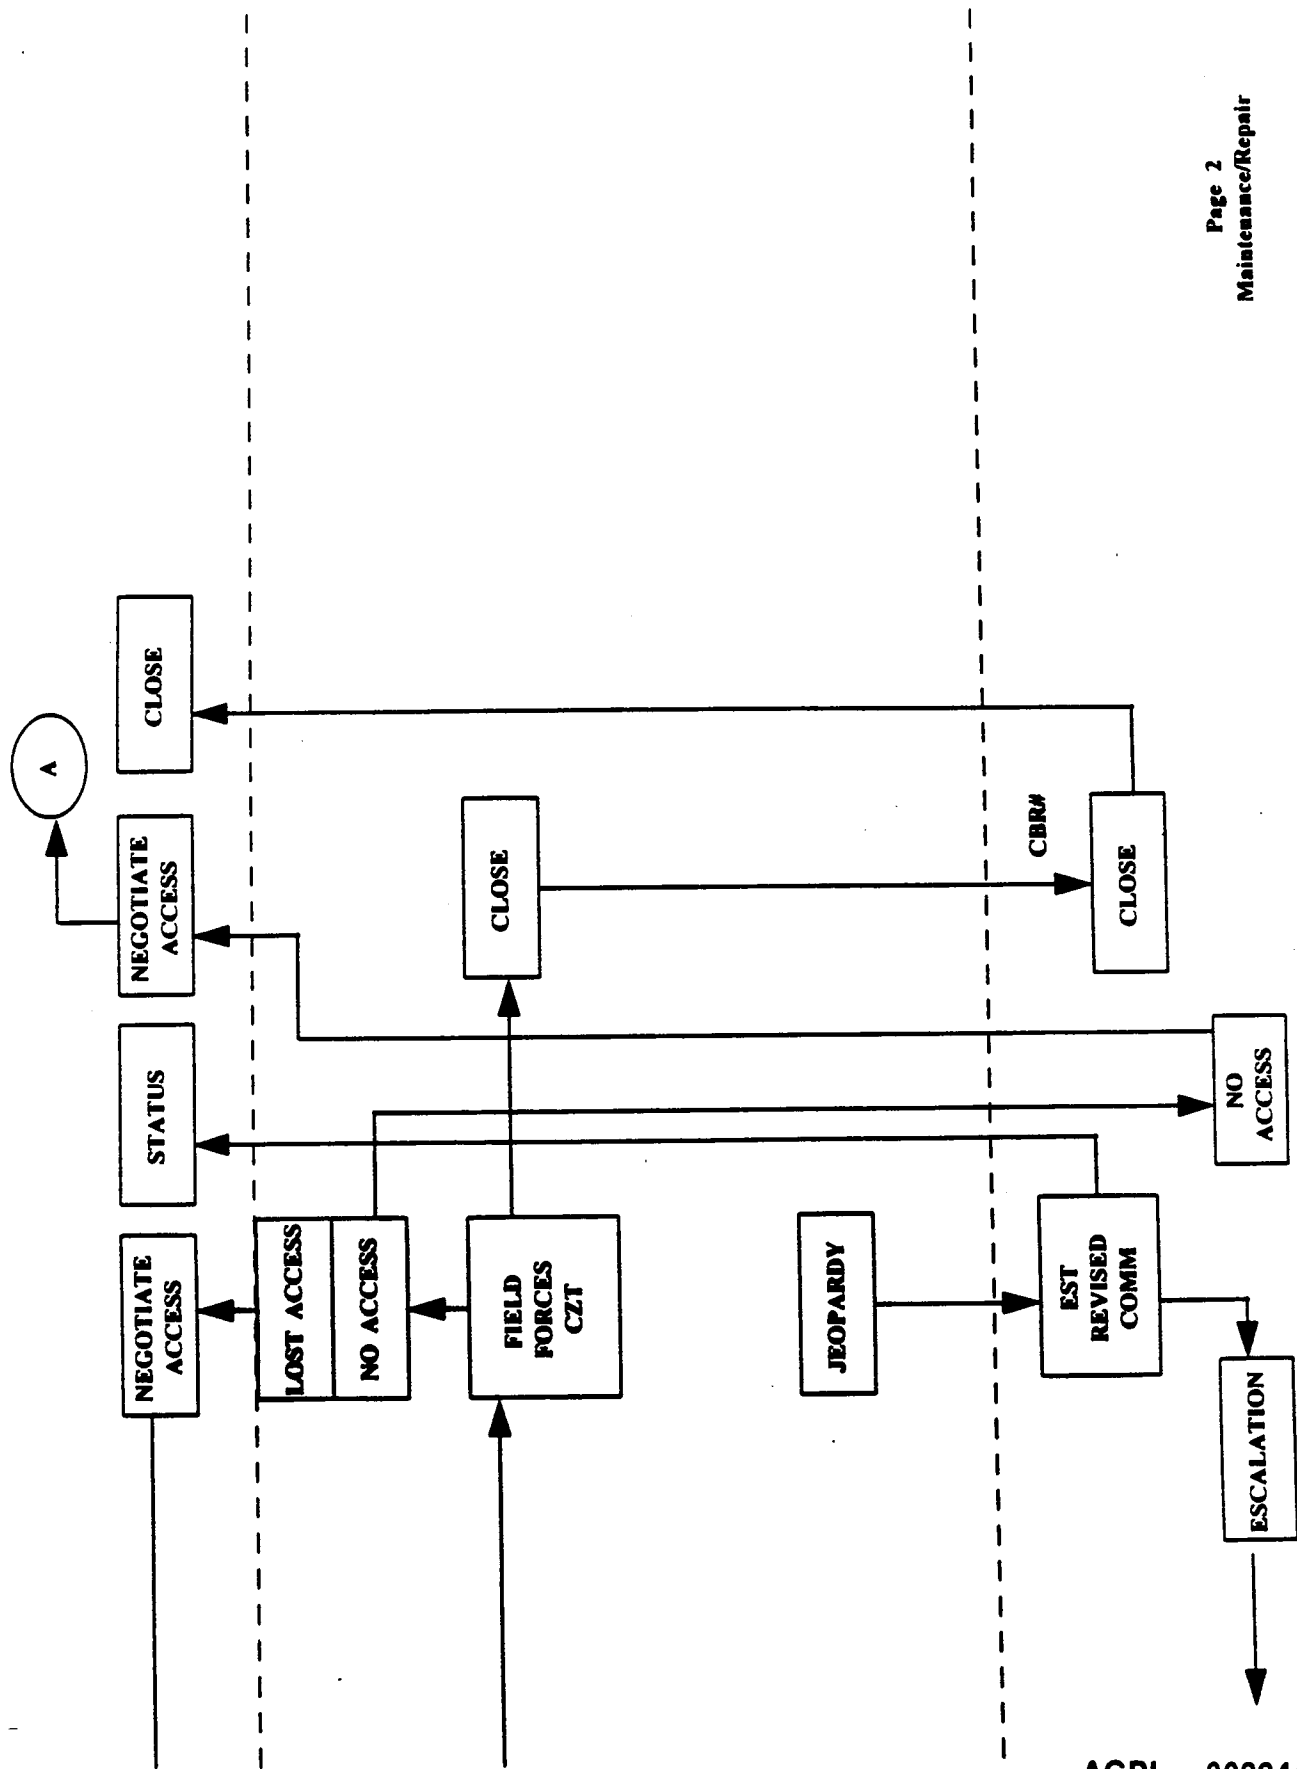 A
NEGOTIATE
ACCESS
STATUS
NEGOTIATE
ACCESS
CLOSE
LOST ACCESS
NO ACCESS
FIELD
FORCES
CZT
CLOSE
JEOPARDY
EST
REVISED
COMM
CBR#
CLOSE
ESCALATION
NO
ACCESS
Page 2
Maintenance/Repair